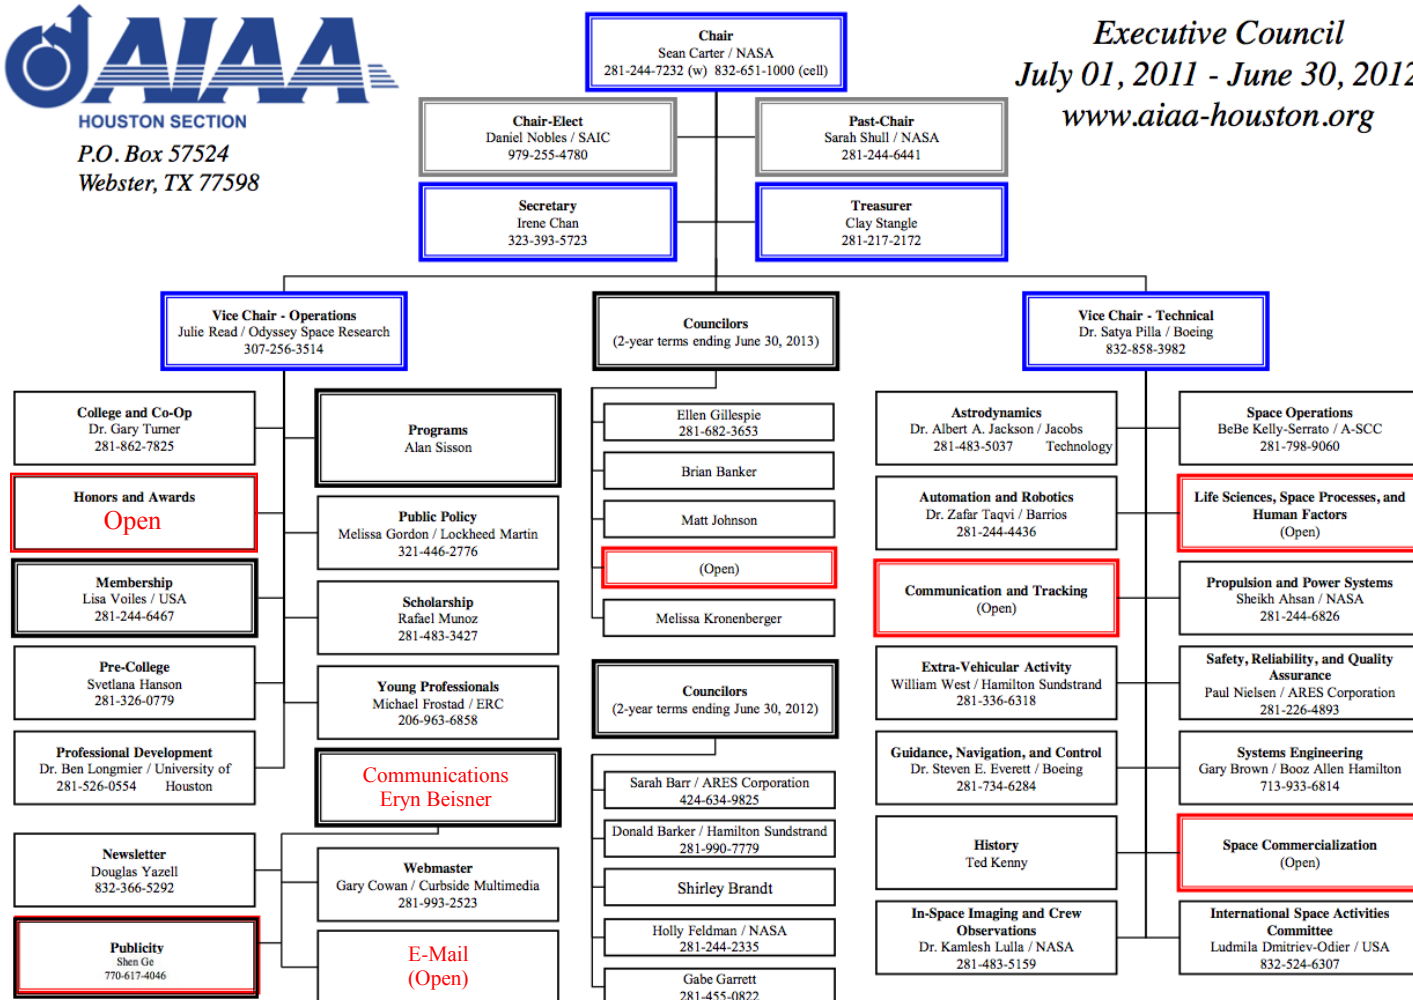 AIAA
HOUSTON SECTION
P.O. Box 57524
Webster, TX 77598
Executive Council
July 01, 2011 - June 30, 2012
www.aiaa-houston.org
Chair
Sean Carter / NASA
281-244-7232 (w) 832-651-1000 (cell)
Chair-Elect
Daniel Nobles / SAIC
979-255-4780
Past-Chair
Sarah Shull / NASA
281-244-6441
Secretary
Irene Chan
323-393-5723
Treasurer
Clay Stangle
281-217-2172
Vice Chair - Operations
Julie Read / Odyssey Space Research
307-256-3514
Councilors
(2-year terms ending June 30, 2013)
Vice Chair - Technical
Dr. Satya Pilla / Boeing
832-858-3982
College and Co-Op
Dr. Gary Turner
281-862-7825
Programs
Alan Sisson
Honors and Awards
Open
Public Policy
Melissa Gordon / Lockheed Martin
321-446-2776
Membership
Lisa Voiles / USA
281-244-6467
Scholarship
Rafael Munoz
281-483-3427
Pre-College
Svetlana Hanson
281-326-0779
Young Professionals
Michael Frostad / ERC
206-963-6858
Professional Development
Dr. Ben Longmier / University of
281-526-0554 Houston
Communications
Eryn Beisner
Newsletter
Douglas Yazell
832-366-5292
Webmaster
Gary Cowan / Curbside Multimedia
281-993-2523
Publicity
Shen Ge
770-617-4046
E-Mail
(Open)
Ellen Gillespie
281-682-3653
Brian Banker
Matt Johnson
(Open)
Melissa Kronenberger
Councilors
(2-year terms ending June 30, 2012)
Sarah Barr / ARES Corporation
424-634-9825
Donald Barker / Hamilton Sundstrand
281-990-7779
Shirley Brandt
Holly Feldman / NASA
281-244-2335
Gabe Garrett
281-455-0822
Astrodynamics
Dr. Albert A. Jackson / Jacobs
281-483-5037 Technology
Space Operations
BeBe Kelly-Serrato / A-SCC
281-798-9060
Automation and Robotics
Dr. Zafar Taqvi / Barrios
281-244-4436
Life Sciences, Space Processes, and
Human Factors
(Open)
Communication and Tracking
(Open)
Propulsion and Power Systems
Sheikh Ahsan / NASA
281-244-6826
Extra-Vehicular Activity
William West / Hamilton Sundstrand
281-336-6318
Safety, Reliability, and Quality
Assurance
Paul Nielsen / ARES Corporation
281-226-4893
Guidance, Navigation, and Control
Dr. Steven E. Everett / Boeing
281-734-6284
Systems Engineering
Gary Brown / Booz Allen Hamilton
713-933-6814
History
Ted Kenny
Space Commercialization
(Open)
In-Space Imaging and Crew
Observations
Dr. Kamlesh Lulla / NASA
281-483-5159
International Space Activities
Committee
Ludmila Dmitriev-Odier / USA
832-524-6307